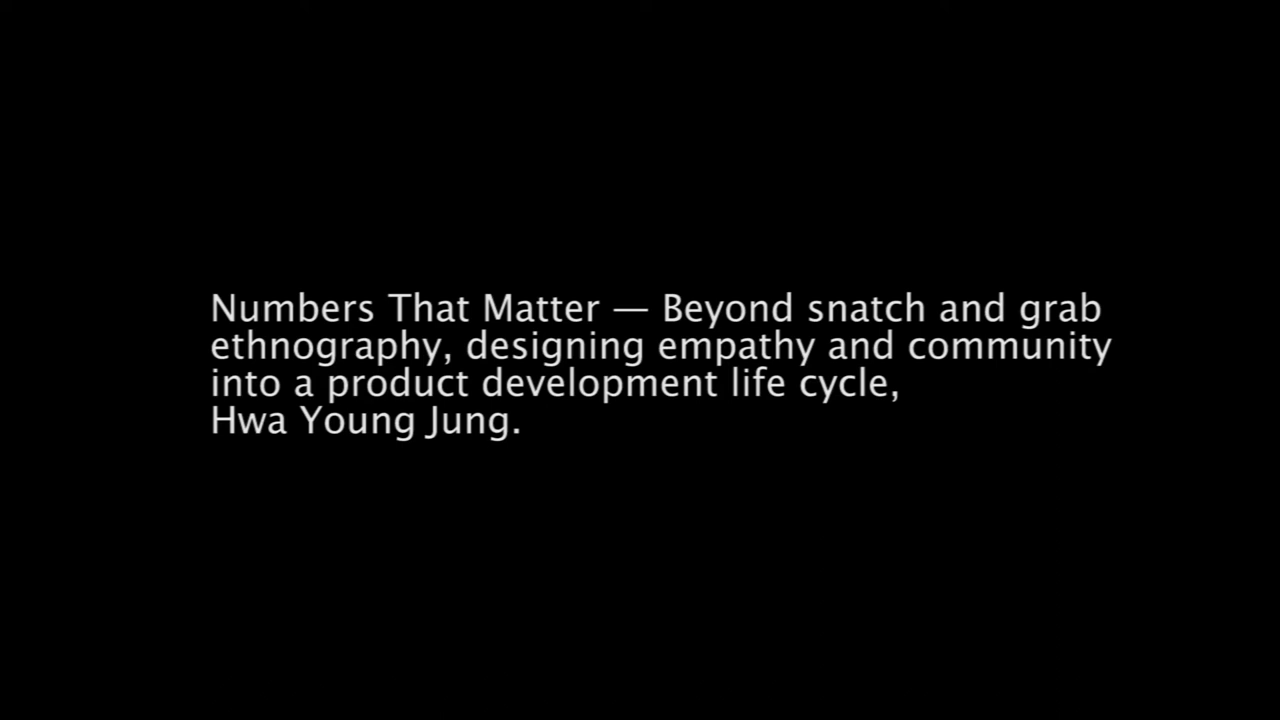 Numbers That Matter — Beyond snatch and grab
ethnography, designing empathy and community
into a product development life cycle,
Hwa Young Jung.